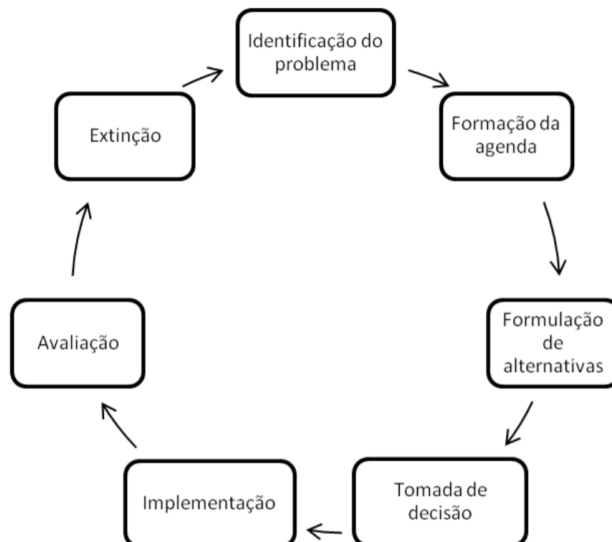 Identificação do
problema
Formação da
agenda
Formulação
de
alternativas
Tomada de
decisão
Implementação
Avaliação
Extinção